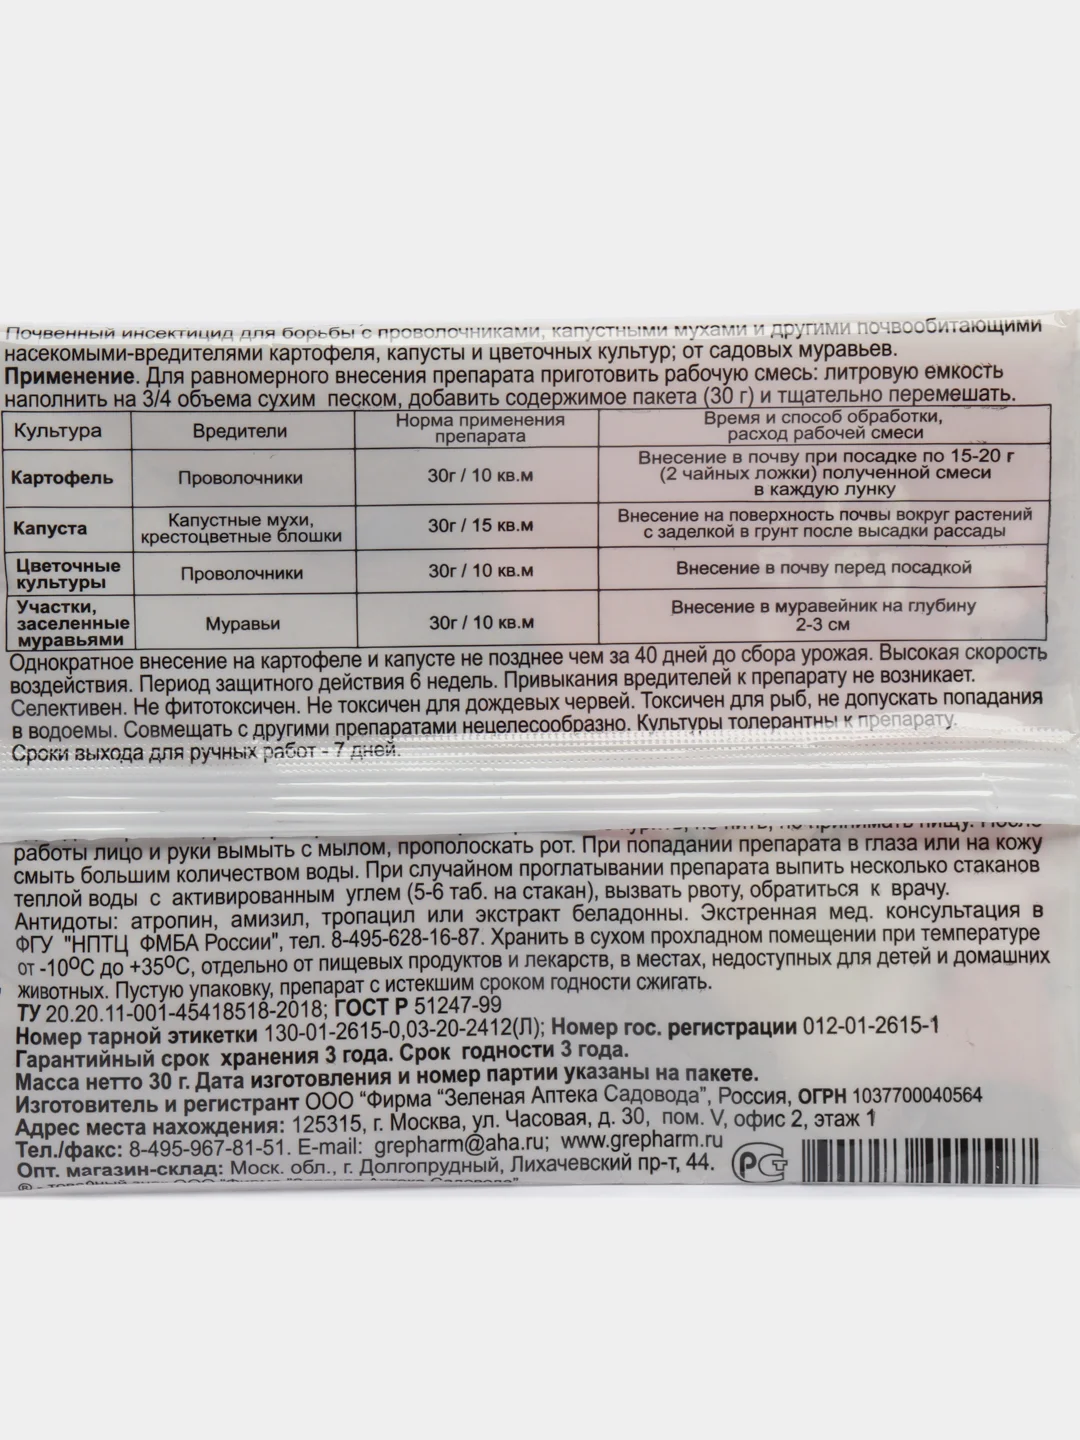 Почвенный инсектицид для борьбы с проволочниками, капустными мухами и другими почвообитающими
насекомыми-вредителями картофеля, капусты и цветочных культур; от садовых муравьев.
Применение. Для равномерного внесения препарата приготовить рабочую смесь: литровую емкость
наполнить на 3/4 объема сухим песком, добавить содержимое пакета (30 г) и тщательно перемешать.
Культура Вредители Норма применения препарата Время и способ обработки, расход рабочей смеси
Картофель Проволочники 30г / 10 кв.м Внесение в почву при посадке по 15-20 г (2 чайных ложки) полученной смеси в каждую лунку
Капуста Капустные мухи, крестоцветные блошки 30г / 15 кв.м Внесение на поверхность почвы вокруг растений с заделкой в грунт после высадки рассады
Цветочные культуры Проволочники 30г / 10 кв.м Внесение в почву перед посадкой
Участки, заселенные муравьями Муравьи 30г / 10 кв.м Внесение в муравейник на глубину 2-3 см
Однократное внесение на картофеле и капусте не позднее чем за 40 дней до сбора урожая. Высокая скорость
воздействия. Период защитного действия 6 недель. Привыкания вредителей к препарату не возникает.
Селективен. Не фитотоксичен. Не токсичен для дождевых червей. Токсичен для рыб, не допускать попадания
в водоемы. Совмещать с другими препаратами нецелесообразно. Культуры толерантны к препарату.
Сроки выхода для ручных работ - 7 дней.
курить, не пить, не принимать пищу. После
работы лицо и руки вымыть с мылом, прополоскать рот. При попадании препарата в глаза или на кожу
смыть большим количеством воды. При случайном проглатывании препарата выпить несколько стаканов
теплой воды с активированным углем (5-6 таб. на стакан), вызвать рвоту, обратиться к врачу.
Антидоты: атропин, амизил, тропацил или экстракт беладонны. Экстренная мед. консультация в
ФГУ "НПТЦ ФМБА России", тел. 8-495-628-16-87. Хранить в сухом прохладном помещении при температуре
от -10ºС до +35ºС, отдельно от пищевых продуктов и лекарств, в местах, недоступных для детей и домашних
животных. Пустую упаковку, препарат с истекшим сроком годности сжигать.
ТУ 20.20.11-001-45418518-2018; ГОСТ Р 51247-99
Номер тарной этикетки 130-01-2615-0,03-20-2412(Л); Номер гос. регистрации 012-01-2615-1
Гарантийный срок хранения 3 года. Срок годности 3 года.
Масса нетто 30 г. Дата изготовления и номер партии указаны на пакете.
Изготовитель и регистрант ООО "Фирма "Зеленая Аптека Садовода", Россия, ОГРН 1037700040564
Адрес места нахождения: 125315, г. Москва, ул. Часовая, д. 30, пом. V, офис 2, этаж 1
Тел./факс: 8-495-967-81-51. E-mail: grepharm@aha.ru; www.grepharm.ru
Опт. магазин-склад: Моск. обл., г. Долгопрудный, Лихачевский пр-т, 44.
РСТ
® - товарный знак ООО "Фирма "Зеленая Аптека Садовода"